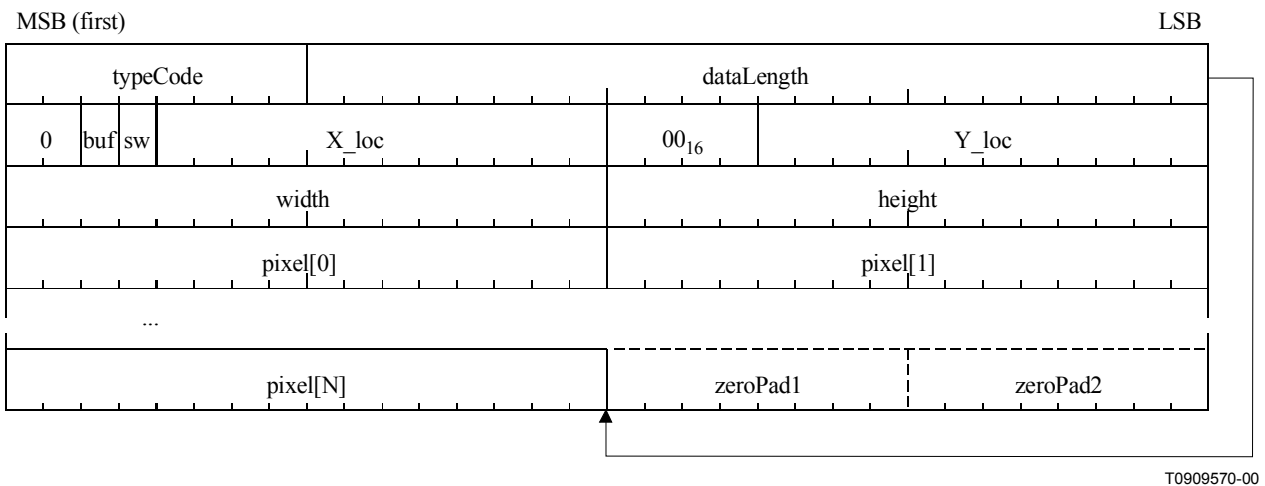 MSB (first) LSB
typeCode dataLength
0 buf sw X_loc 00₁₆ Y_loc
width height
pixel[0] pixel[1]
...
pixel[N] zeroPad1 zeroPad2
T0909570-00